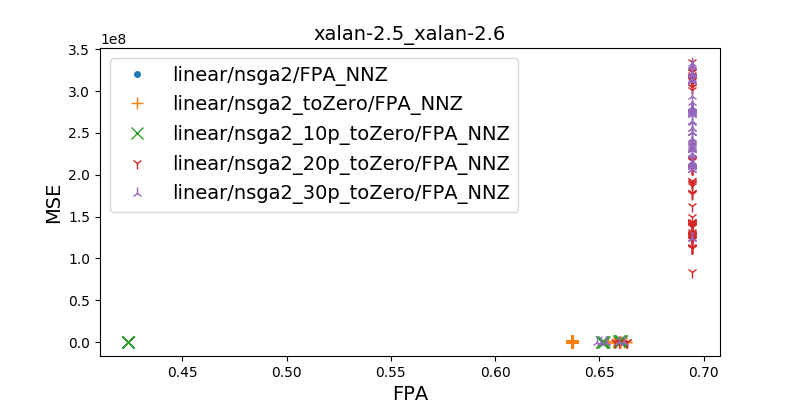 xalan-2.5_xalan-2.6
1e8
3.5
3.0
2.5
2.0
1.5
1.0
0.5
0.0
MSE
linear/nsga2/FPA_NNZ
linear/nsga2_toZero/FPA_NNZ
linear/nsga2_10p_toZero/FPA_NNZ
linear/nsga2_20p_toZero/FPA_NNZ
linear/nsga2_30p_toZero/FPA_NNZ
0.45 0.50 0.55 0.60 0.65 0.70
FPA